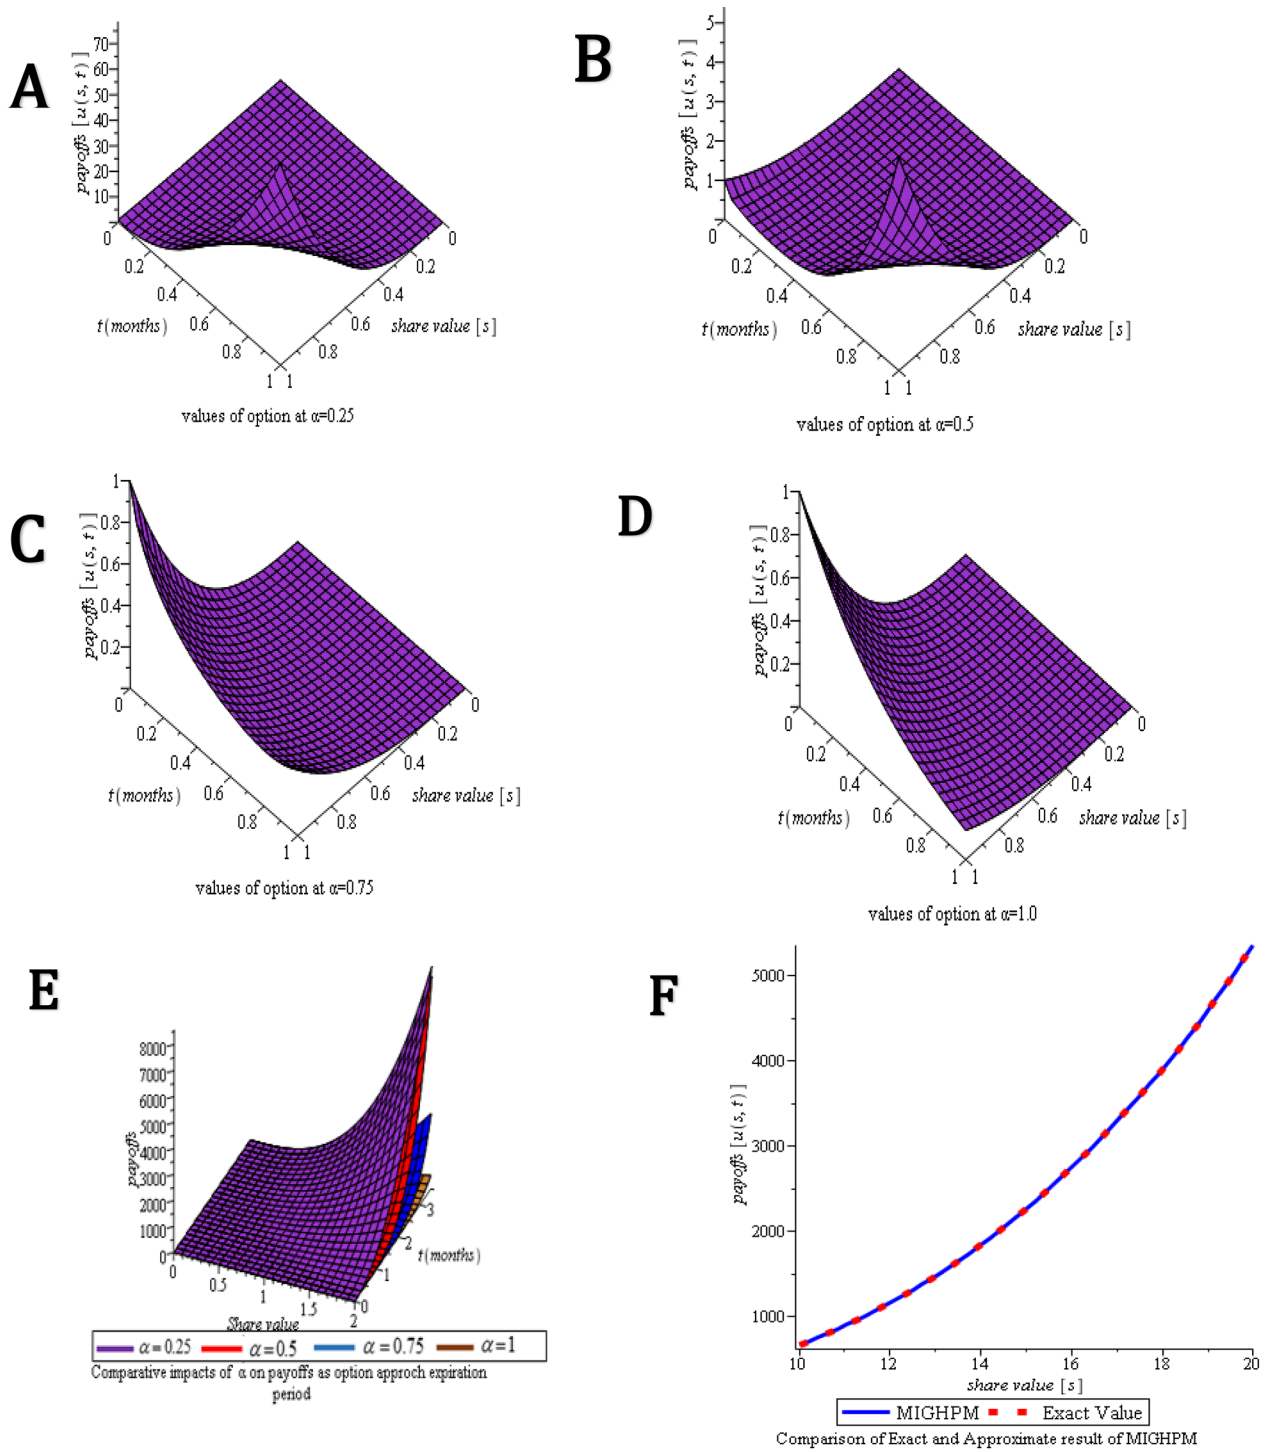 A
payoffs [u(s, t)]
70
60
50
40
30
20
10
0
0.2
0.4
0.6
0.8
1
t(months)
1
0.8
0.6
0.4
0.2
0
share value [s]
values of option at α=0.25
B
payoffs [u(s, t)]
5
4
3
2
1
0
0.2
0.4
0.6
0.8
1
t(months)
1
0.8
0.6
0.4
0.2
0
share value [s]
values of option at α=0.5
C
payoffs [u(s, t)]
1
0.8
0.6
0.4
0.2
0
0.2
0.4
0.6
0.8
1
t(months)
1
0.8
0.6
0.4
0.2
0
share value [s]
values of option at α=0.75
D
payoffs [u(s, t)]
1
0.8
0.6
0.4
0.2
0
0.2
0.4
0.6
0.8
1
t(months)
1
0.8
0.6
0.4
0.2
0
share value [s]
values of option at α=1.0
E
payoffs
8000
7000
6000
5000
4000
3000
2000
1000
0
0
0.5
1
1.5
2
Share value
0
1
2
3
t(months)
α=0.25 α=0.5 α=0.75 α=1
Comparative impacts of α on payoffs as option approch expiration
period
F
payoffs [u(s, t)]
5000
4000
3000
2000
1000
10 12 14 16 18 20
share value [s]
MIGHPM Exact Value
Comparison of Exact and Approximate result of MIGHPM